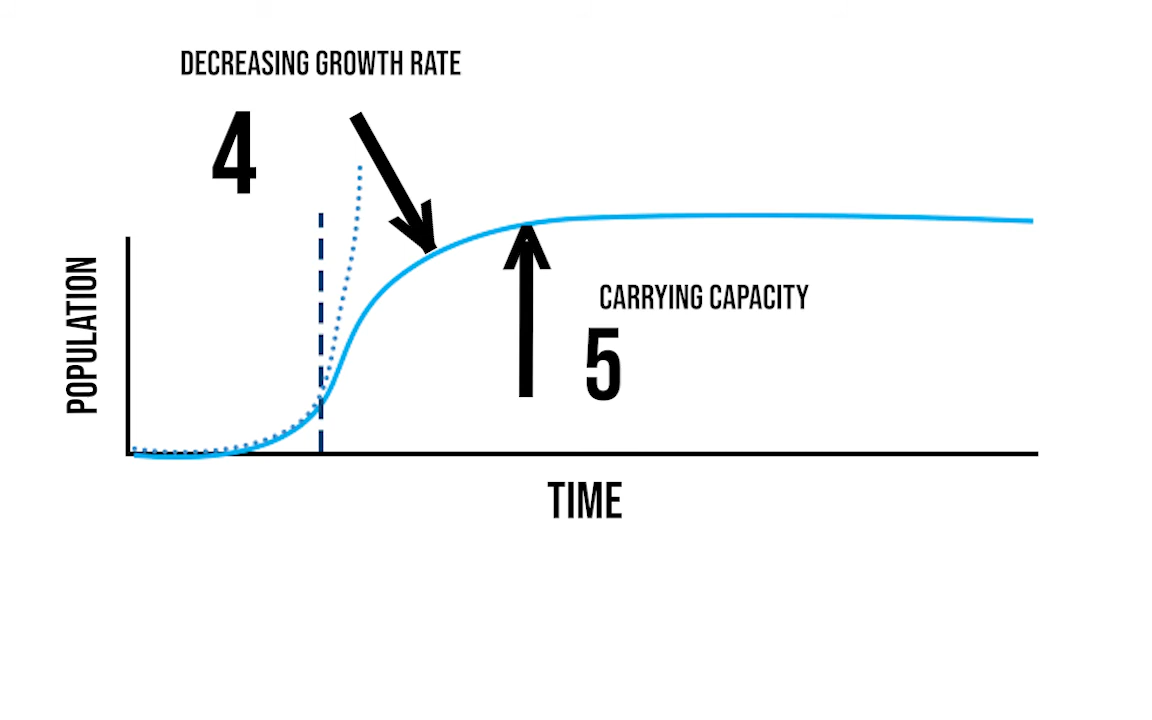 DECREASING GROWTH RATE
4
POPULATION
CARRYING CAPACITY
5
TIME